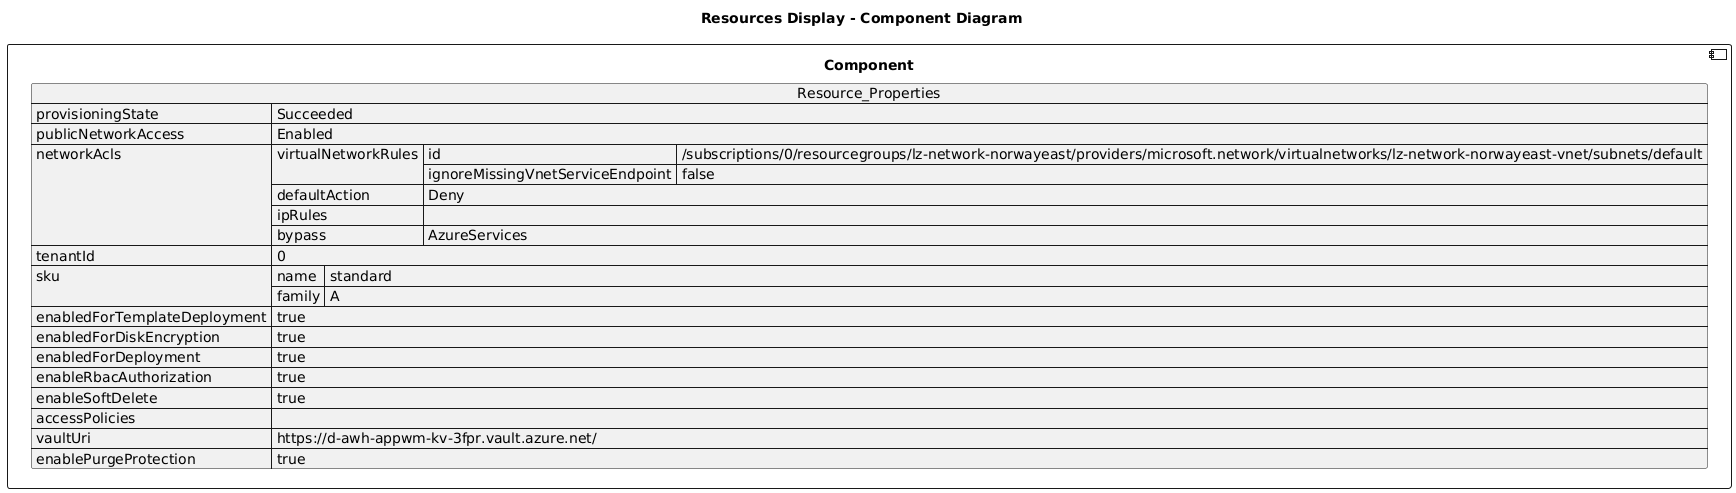 Resources Display - Component Diagram
Component
Resource_Properties
provisioningState Succeeded
publicNetworkAccess Enabled
networkAcls virtualNetworkRules id /subscriptions/0/resourcegroups/lz-network-norwayeast/providers/microsoft.network/virtualnetworks/lz-network-norwayeast-vnet/subnets/default
ignoreMissingVnetServiceEndpoint false
defaultAction Deny
ipRules
bypass AzureServices
tenantId 0
sku name standard
family A
enabledForTemplateDeployment true
enabledForDiskEncryption true
enabledForDeployment true
enableRbacAuthorization true
enableSoftDelete true
accessPolicies
vaultUri https://d-awh-appwm-kv-3fpr.vault.azure.net/
enablePurgeProtection true